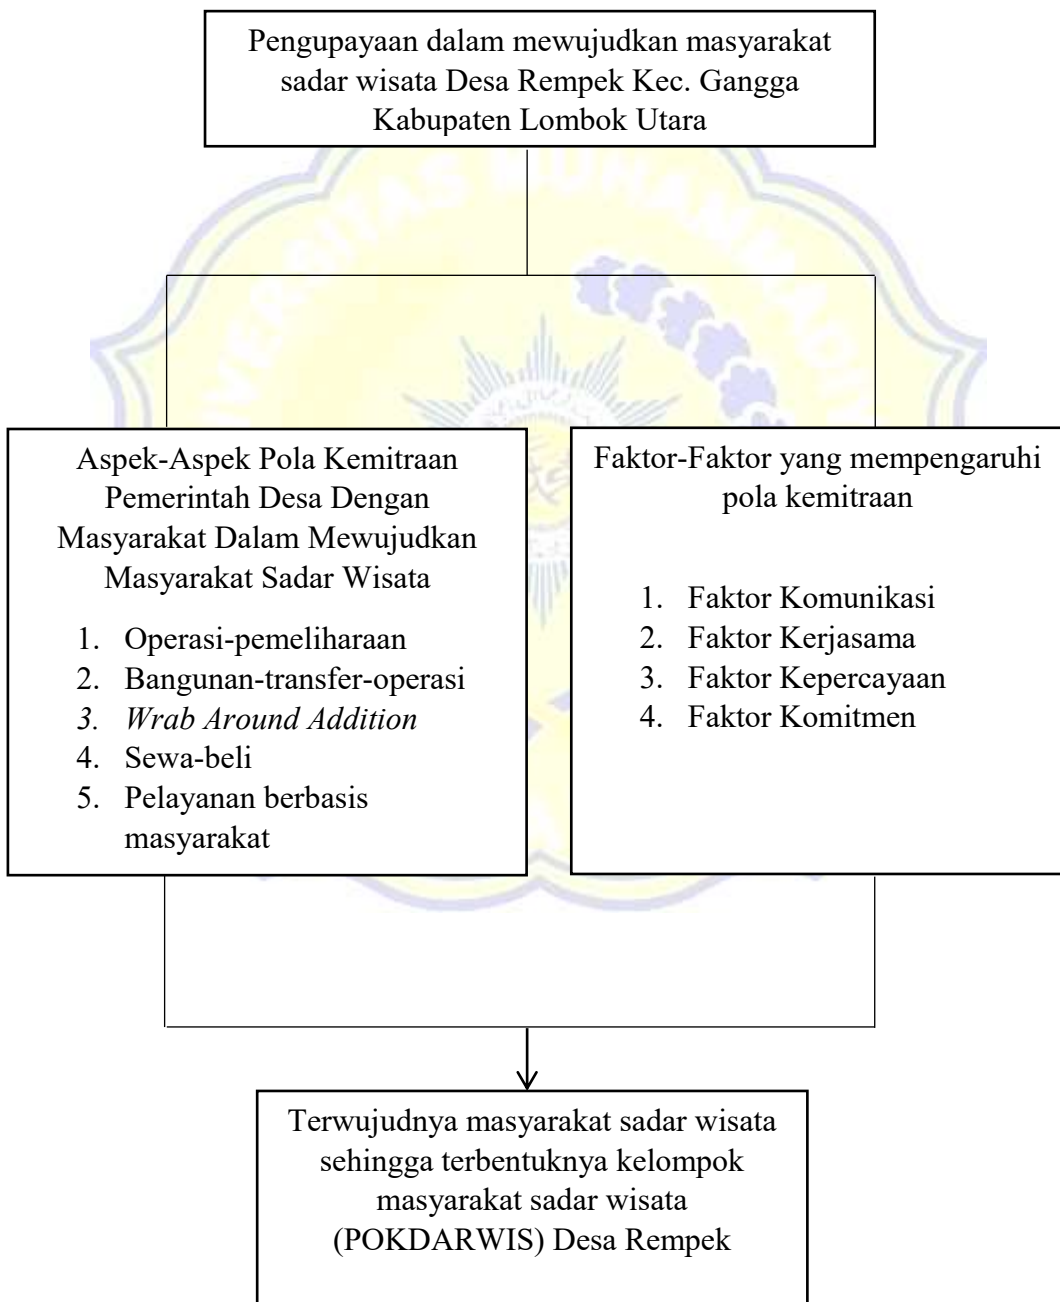 Pengupayaan dalam mewujudkan masyarakat
sadar wisata Desa Rempek Kec. Gangga
Kabupaten Lombok Utara
UNIVERSITAS MUHAMMADIYAH
Aspek-Aspek Pola Kemitraan
Pemerintah Desa Dengan
Masyarakat Dalam Mewujudkan
Masyarakat Sadar Wisata
1. Operasi-pemeliharaan
2. Bangunan-transfer-operasi
3. Wrab Around Addition
4. Sewa-beli
5. Pelayanan berbasis
masyarakat
Faktor-Faktor yang mempengaruhi
pola kemitraan
1. Faktor Komunikasi
2. Faktor Kerjasama
3. Faktor Kepercayaan
4. Faktor Komitmen
Terwujudnya masyarakat sadar wisata
sehingga terbentuknya kelompok
masyarakat sadar wisata
(POKDARWIS) Desa Rempek